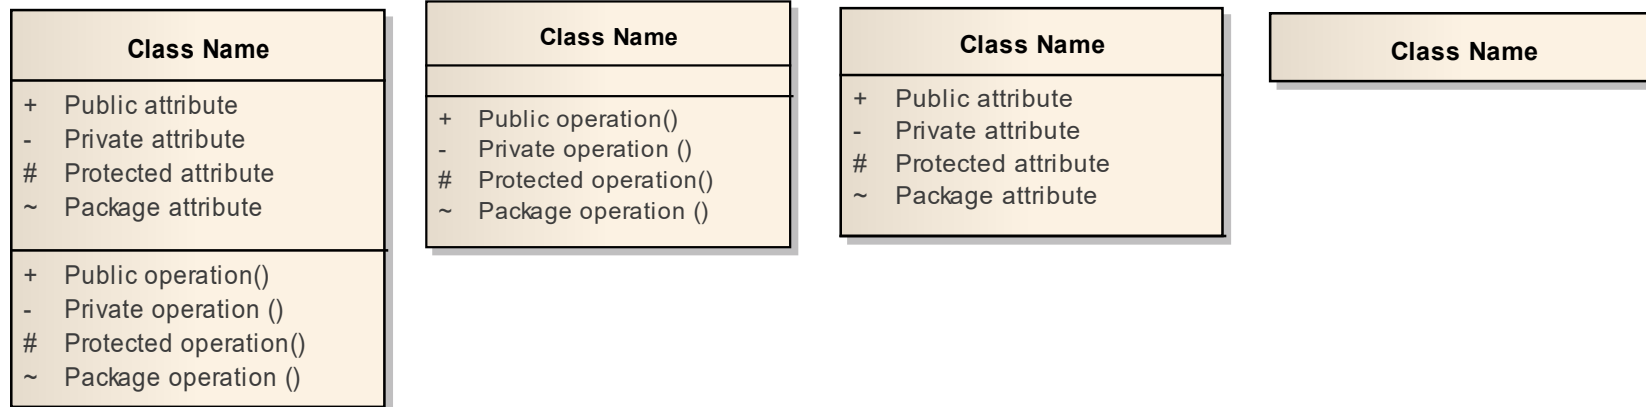 Class Name
+ Public attribute
- Private attribute
# Protected attribute
~ Package attribute
+ Public operation()
- Private operation ()
# Protected operation()
~ Package operation ()
Class Name
+ Public operation()
- Private operation ()
# Protected operation()
~ Package operation ()
Class Name
+ Public attribute
- Private attribute
# Protected attribute
~ Package attribute
Class Name